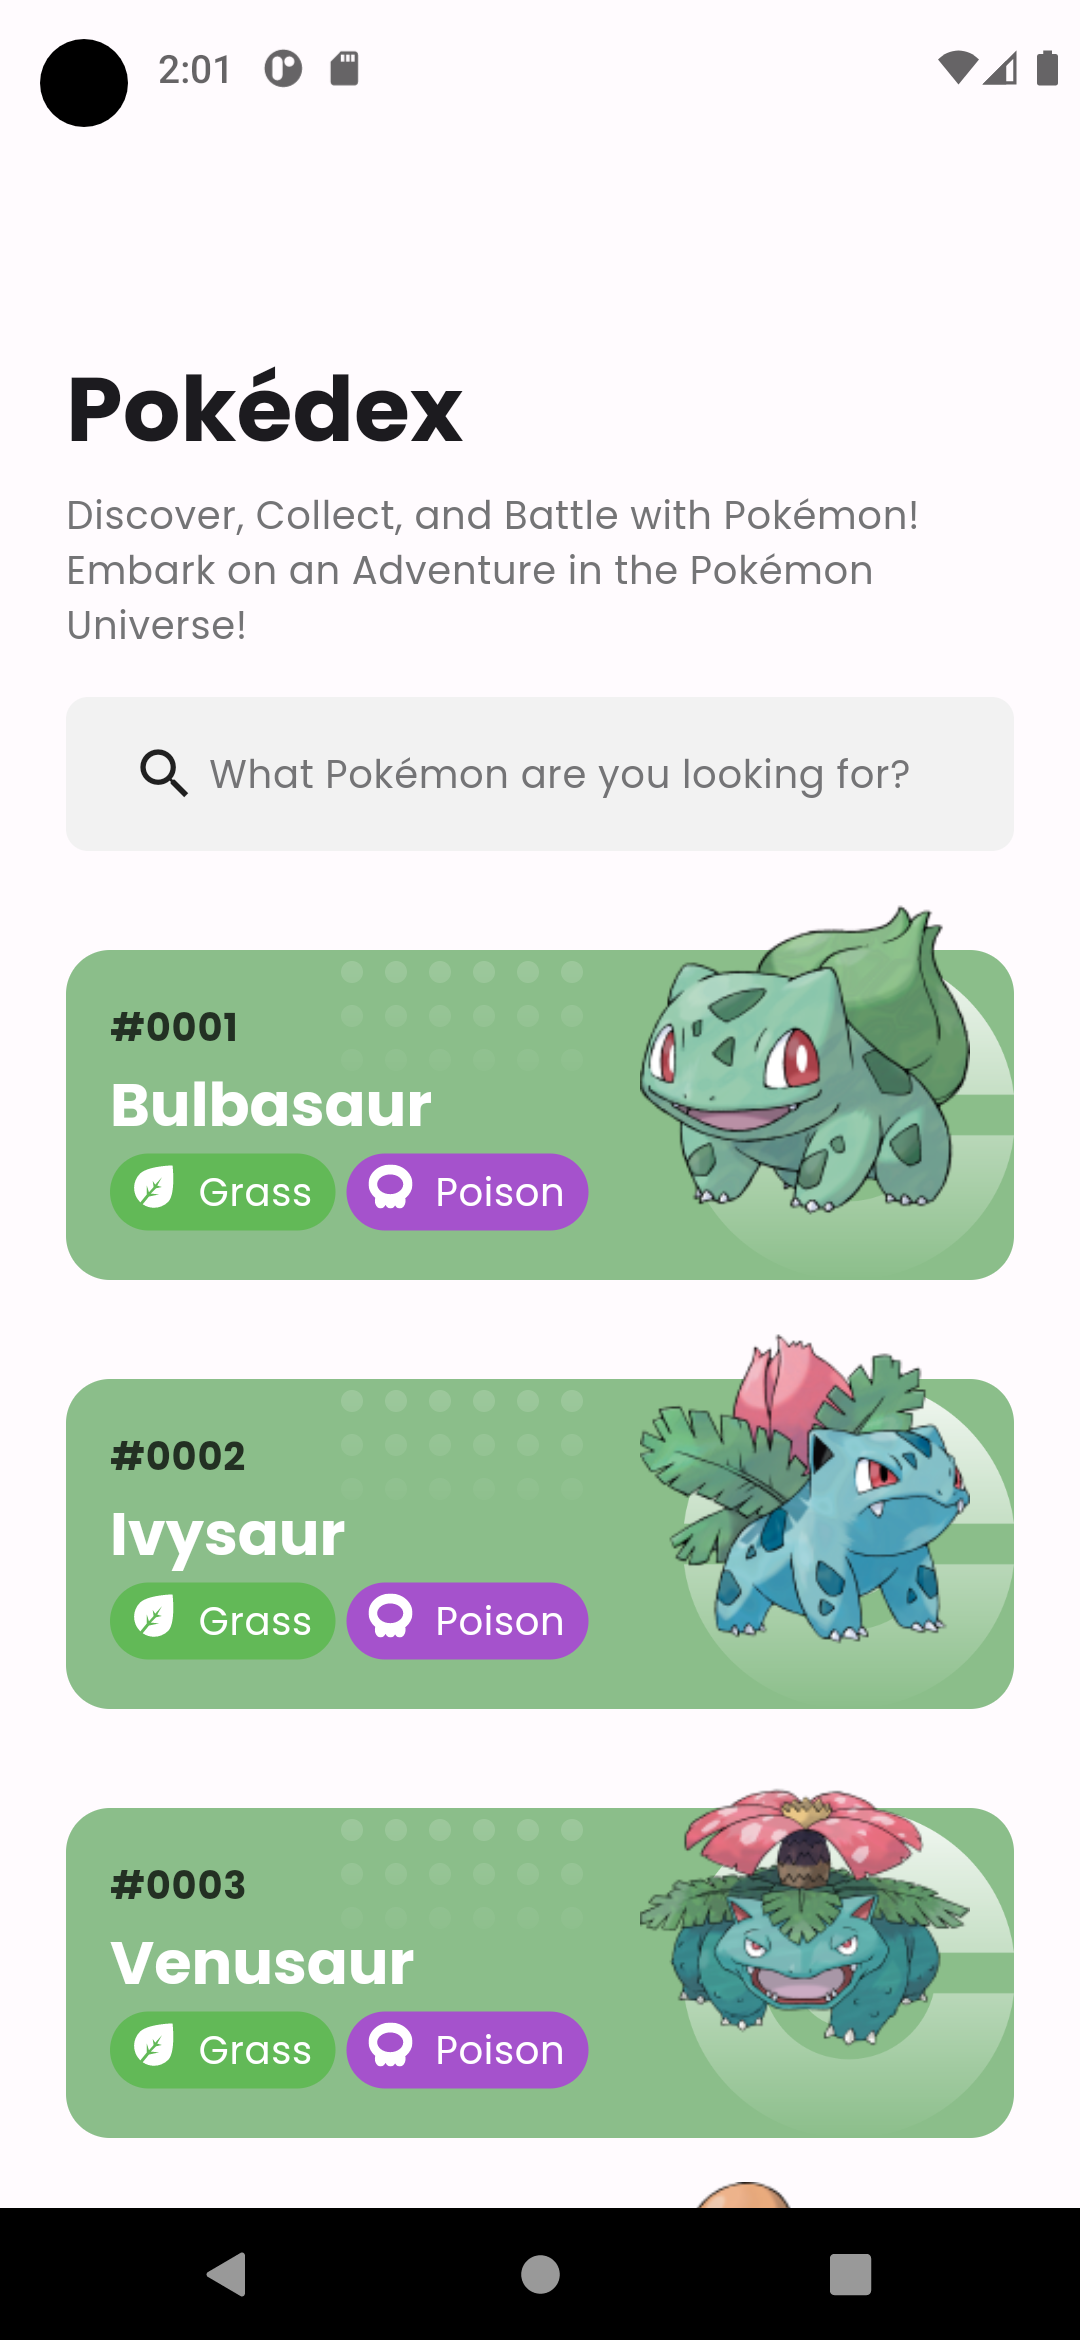 2:01
Pokédex
Discover, Collect, and Battle with Pokémon!
Embark on an Adventure in the Pokémon
Universe!
What Pokémon are you looking for?
#0001
Bulbasaur
Grass Poison
#0002
Ivysaur
Grass Poison
#0003
Venusaur
Grass Poison